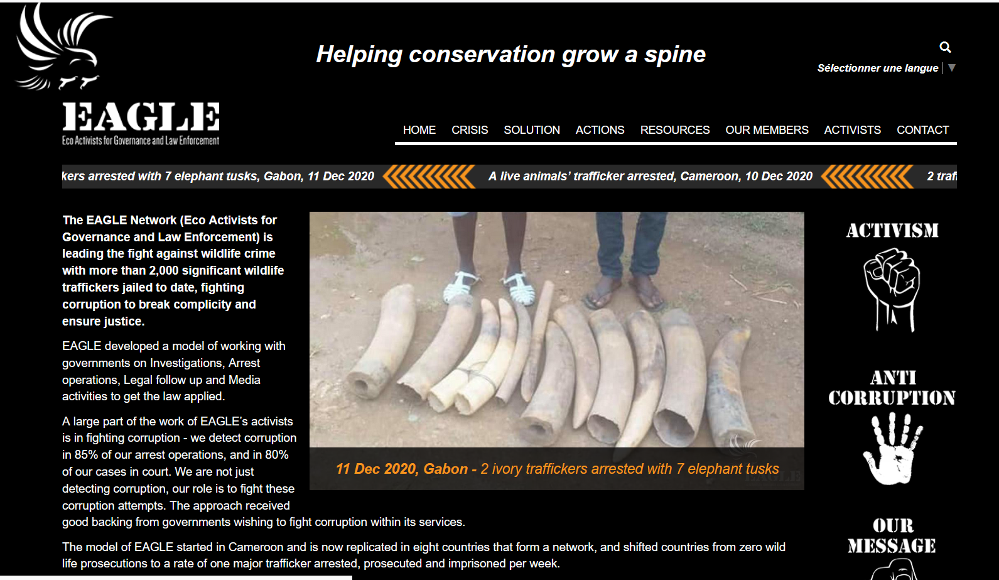 Helping conservation grow a spine
Sélectionner une langue
EAGLE
Eco Activists for Governance and Law Enforcement
HOME CRISIS SOLUTION ACTIONS RESOURCES OUR MEMBERS ACTIVISTS CONTACT
arrested with 7 elephant tusks, Gabon, 11 Dec 2020 A live animals’ trafficker arrested, Cameroon, 10 Dec 2020 2
The EAGLE Network (Eco Activists for
Governance and Law Enforcement) is
leading the fight against wildlife crime
with more than 2,000 significant wildlife
traffickers jailed to date, fighting
corruption to break complicity and
ensure justice.
EAGLE developed a model of working with
governments on Investigations, Arrest
operations, Legal follow up and Media
activities to get the law applied.
A large part of the work of EAGLE’s activists
is in fighting corruption - we detect corruption
in 85% of our arrest operations, and in 80%
of our cases in court. We are not just
detecting corruption, our role is to fight these
corruption attempts. The approach received
good backing from governments wishing to fight corruption within its services.
The model of EAGLE started in Cameroon and is now replicated in eight countries that form a network, and shifted countries from zero wild
life prosecutions to a rate of one major trafficker arrested, prosecuted and imprisoned per week.
11 Dec 2020, Gabon - 2 ivory traffickers arrested with 7 elephant tusks
EAGLE
ACTIVISM
ANTI
CORRUPTION
OUR
MESSAGE